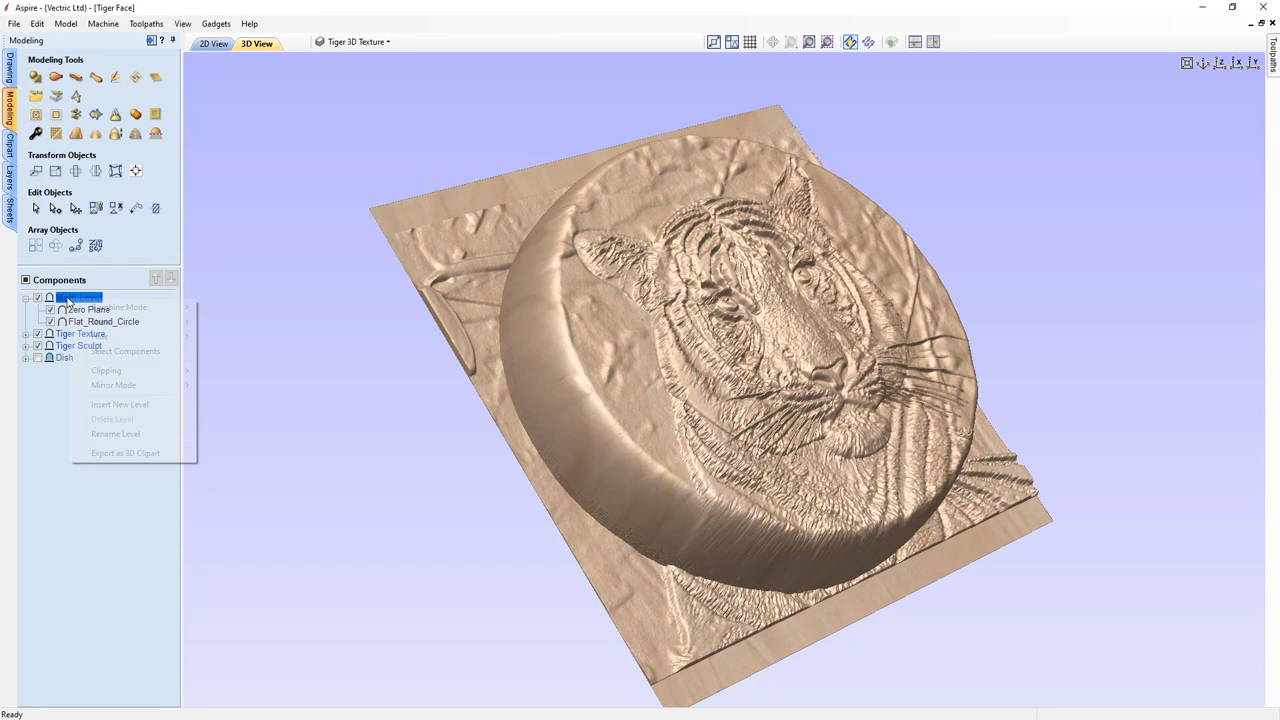 Aspire - {Vectric Ltd} - [Tiger Face]
File Edit Model Machine Toolpaths View Gadgets Help
Modeling
2D View 3D View Tiger 3D Texture
Toolpaths
Drawing
Modeling
Clipart
Layers
Sheets
Modeling Tools
Transform Objects
Edit Objects
Array Objects
Components
Zero Plane
Flat_Round_Circle
Tiger Texture
Tiger Sculpt
Dish
Combine Mode
Select Components
Clipping
Mirror Mode
Insert New Level
Delete Level
Rename Level
Export as 3D Clipart
Z X Y
Ready